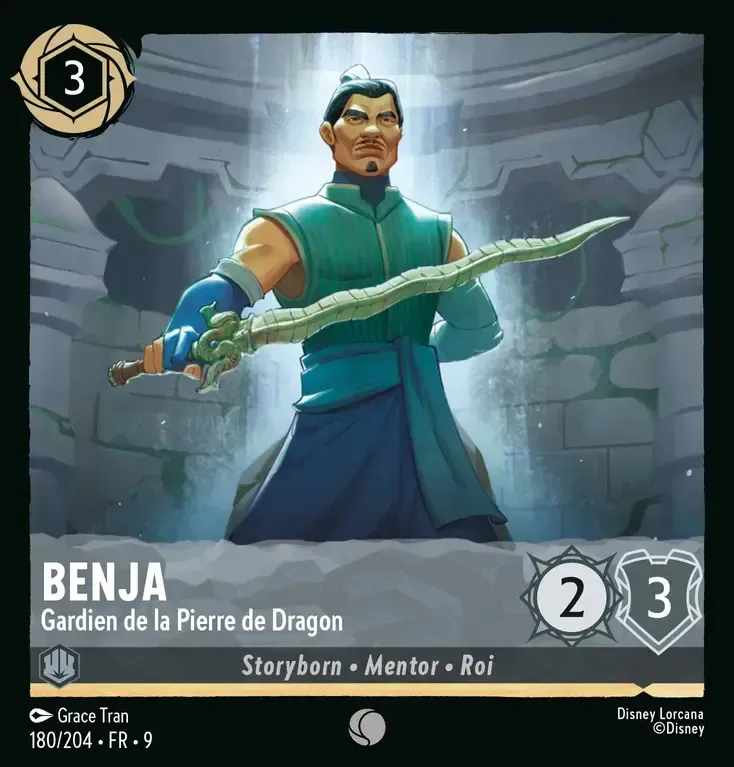 3
BENJA
Gardien de la Pierre de Dragon
2
3
Storyborn • Mentor • Roi
Grace Tran
180/204 • FR • 9
Disney Lorcana
©Disney